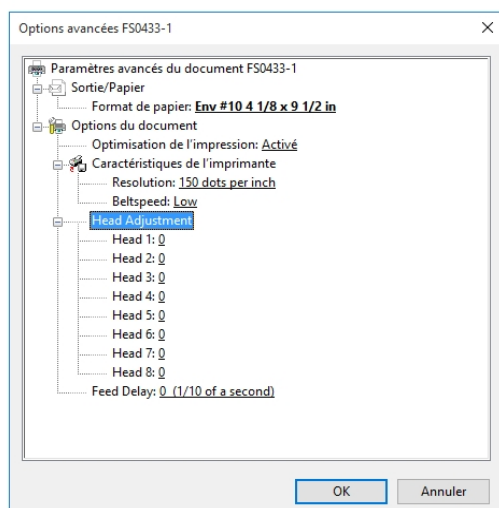 Options avancées FS0433-1
Paramètres avancés du document FS0433-1
Sortie/Papier
Format de papier: Env #10 4 1/8 x 9 1/2 in
Options du document
Optimisation de l'impression: Activé
Caractéristiques de l'imprimante
Resolution: 150 dots per inch
Beltspeed: Low
Head Adjustment
Head 1: 0
Head 2: 0
Head 3: 0
Head 4: 0
Head 5: 0
Head 6: 0
Head 7: 0
Head 8: 0
Feed Delay: 0 (1/10 of a second)
OK
Annuler